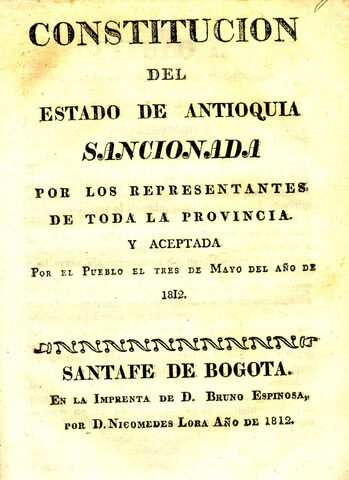 CONSTITUCION
DEL
ESTADO DE ANTIOQUIA
SANCIONADA
POR LOS REPRESENTANTES
DE TODA LA PROVINCIA.
Y ACEPTADA
POR EL PUEBLO EL TRES DE MAYO DEL AÑO DE
1812.
SANTAFE DE BOGOTA.
EN LA IMPRENTA DE D. BRUNO ESPINOSA,
POR D. NICOMEDES LORA AÑO DE 1812.